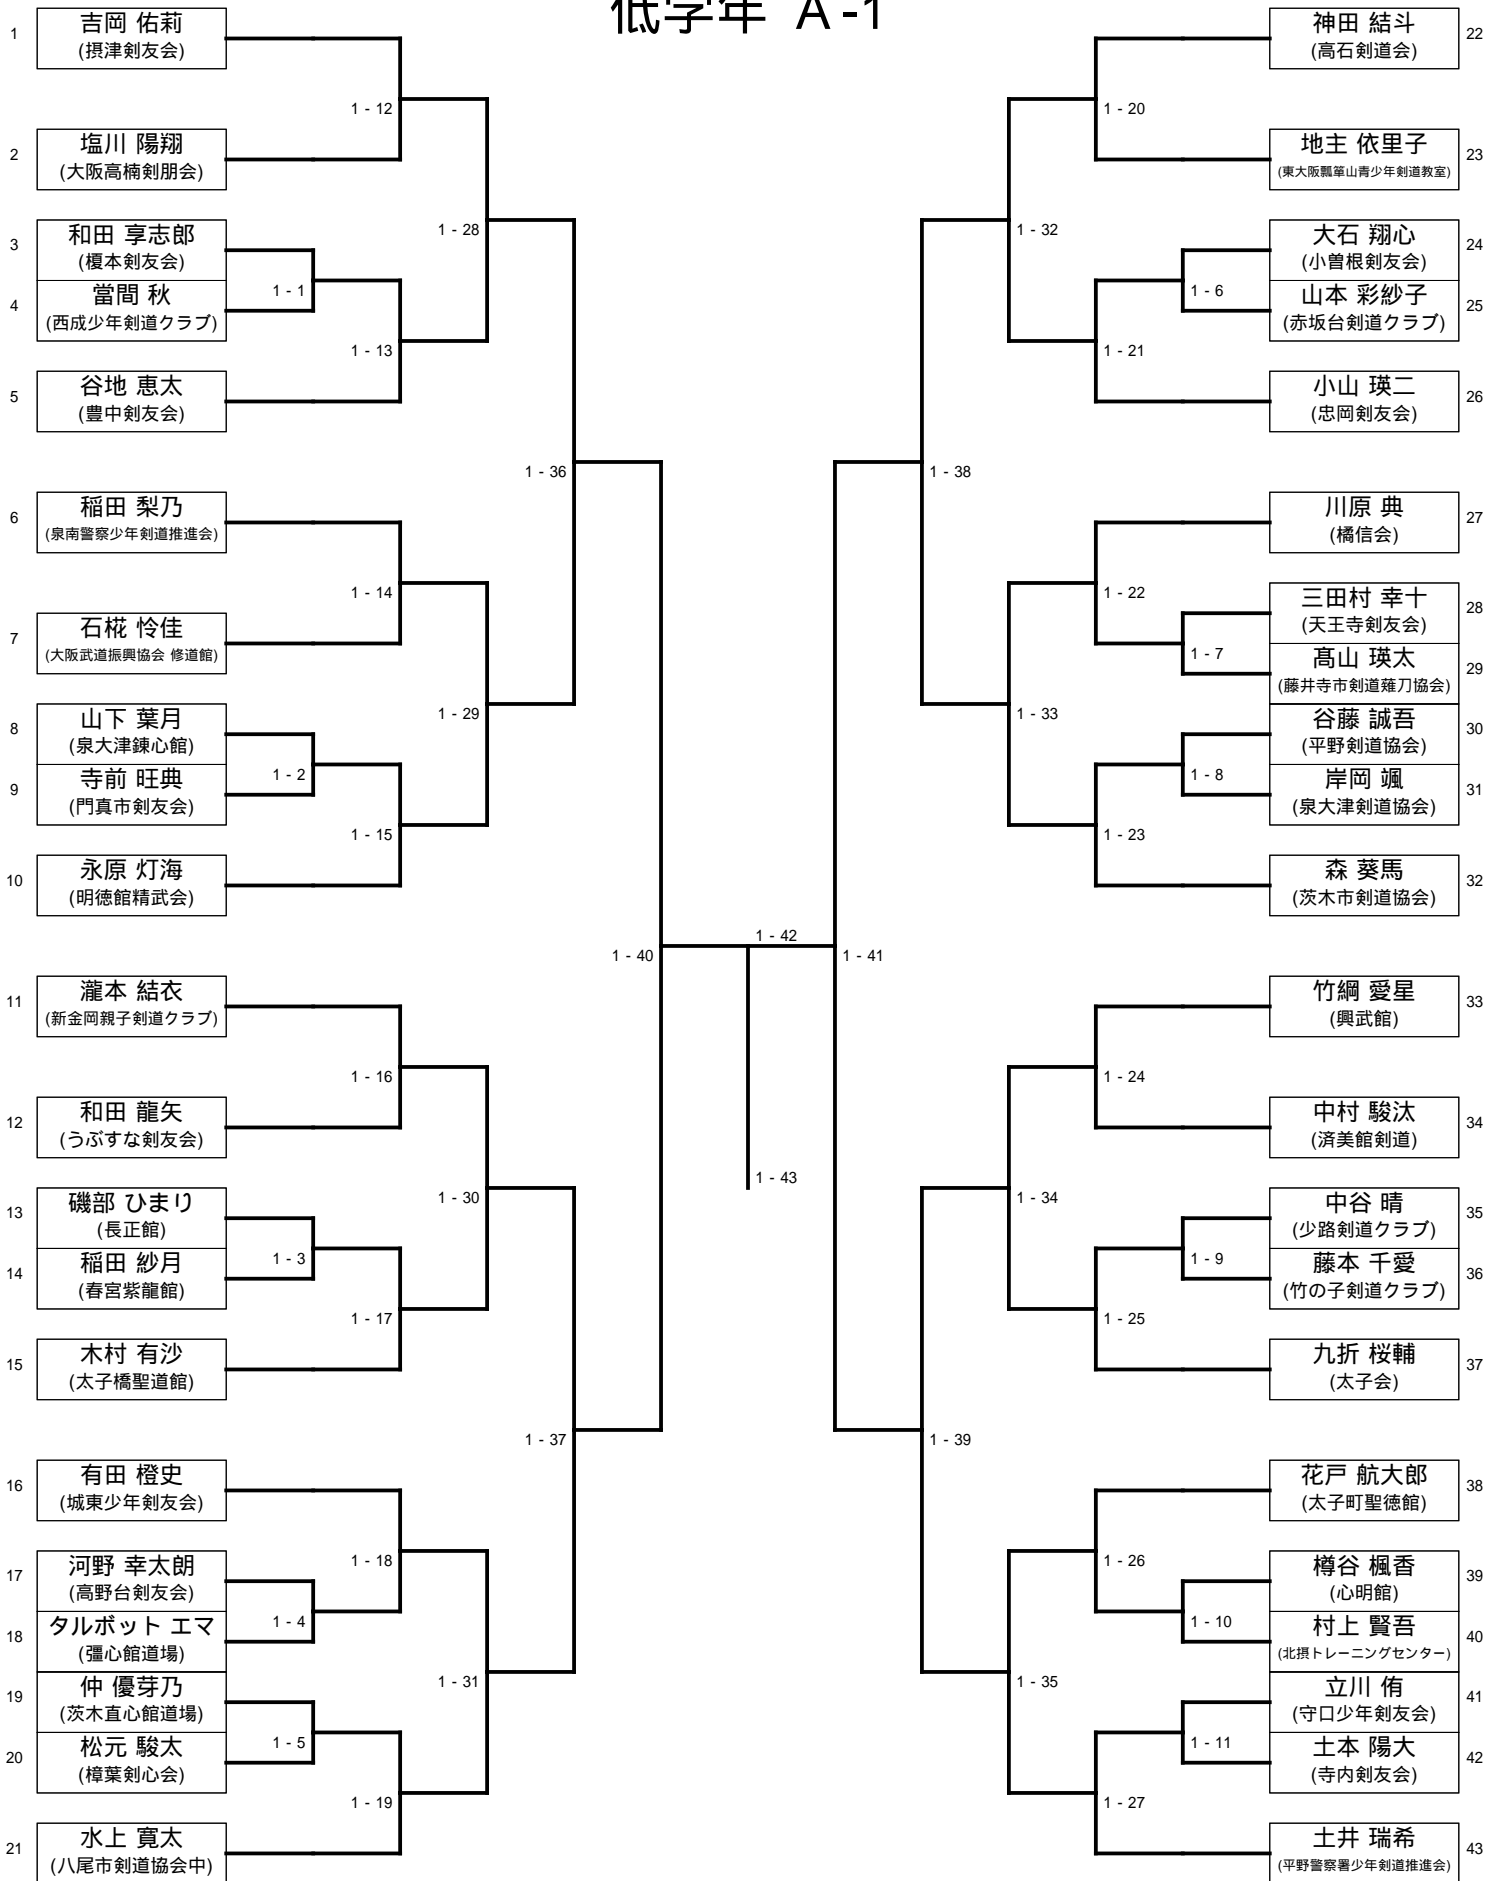 低学年 A-1
1
吉岡 佑莉
(摂津剣友会)
2
塩川 陽翔
(大阪高楠剣朋会)
3
和田 享志郎
(榎本剣友会)
4
當間 秋
(西成少年剣道クラブ)
5
谷地 恵太
(豊中剣友会)
6
稲田 梨乃
(泉南警察少年剣道推進会)
7
石椛 怜佳
(大阪武道振興協会 修道館)
8
山下 葉月
(泉大津錬心館)
9
寺前 旺典
(門真市剣友会)
10
永原 灯海
(明徳館精武会)
11
瀧本 結衣
(新金岡親子剣道クラブ)
12
和田 龍矢
(うぶすな剣友会)
13
磯部 ひまり
(長正館)
14
稲田 紗月
(春宮紫龍館)
15
木村 有沙
(太子橋聖道館)
16
有田 橙史
(城東少年剣友会)
17
河野 幸太朗
(高野台剣友会)
18
タルボット エマ
(彊心館道場)
19
仲 優芽乃
(茨木直心館道場)
20
松元 駿太
(樟葉剣心会)
21
水上 寛太
(八尾市剣道協会中)
1 - 1
1 - 2
1 - 3
1 - 4
1 - 5
1 - 12
1 - 13
1 - 14
1 - 15
1 - 16
1 - 17
1 - 18
1 - 19
1 - 28
1 - 29
1 - 30
1 - 31
1 - 36
1 - 37
1 - 40
1 - 42
1 - 43
1 - 41
1 - 38
1 - 39
1 - 32
1 - 33
1 - 34
1 - 35
1 - 20
1 - 21
1 - 22
1 - 23
1 - 24
1 - 25
1 - 26
1 - 27
1 - 6
1 - 7
1 - 8
1 - 9
1 - 10
1 - 11
神田 結斗
(高石剣道会)
22
地主 依里子
(東大阪瓢箪山青少年剣道教室)
23
大石 翔心
(小曽根剣友会)
24
山本 彩紗子
(赤坂台剣道クラブ)
25
小山 瑛二
(忠岡剣友会)
26
川原 典
(橘信会)
27
三田村 幸十
(天王寺剣友会)
28
髙山 瑛太
(藤井寺市剣道薙刀協会)
29
谷藤 誠吾
(平野剣道協会)
30
岸岡 颯
(泉大津剣道協会)
31
森 葵馬
(茨木市剣道協会)
32
竹綱 愛星
(興武館)
33
中村 駿汰
(済美館剣道)
34
中谷 晴
(少路剣道クラブ)
35
藤本 千愛
(竹の子剣道クラブ)
36
九折 桜輔
(太子会)
37
花戸 航大郎
(太子町聖徳館)
38
樽谷 楓香
(心明館)
39
村上 賢吾
(北摂トレーニングセンター)
40
立川 侑
(守口少年剣友会)
41
土本 陽大
(寺内剣友会)
42
土井 瑞希
(平野警察署少年剣道推進会)
43